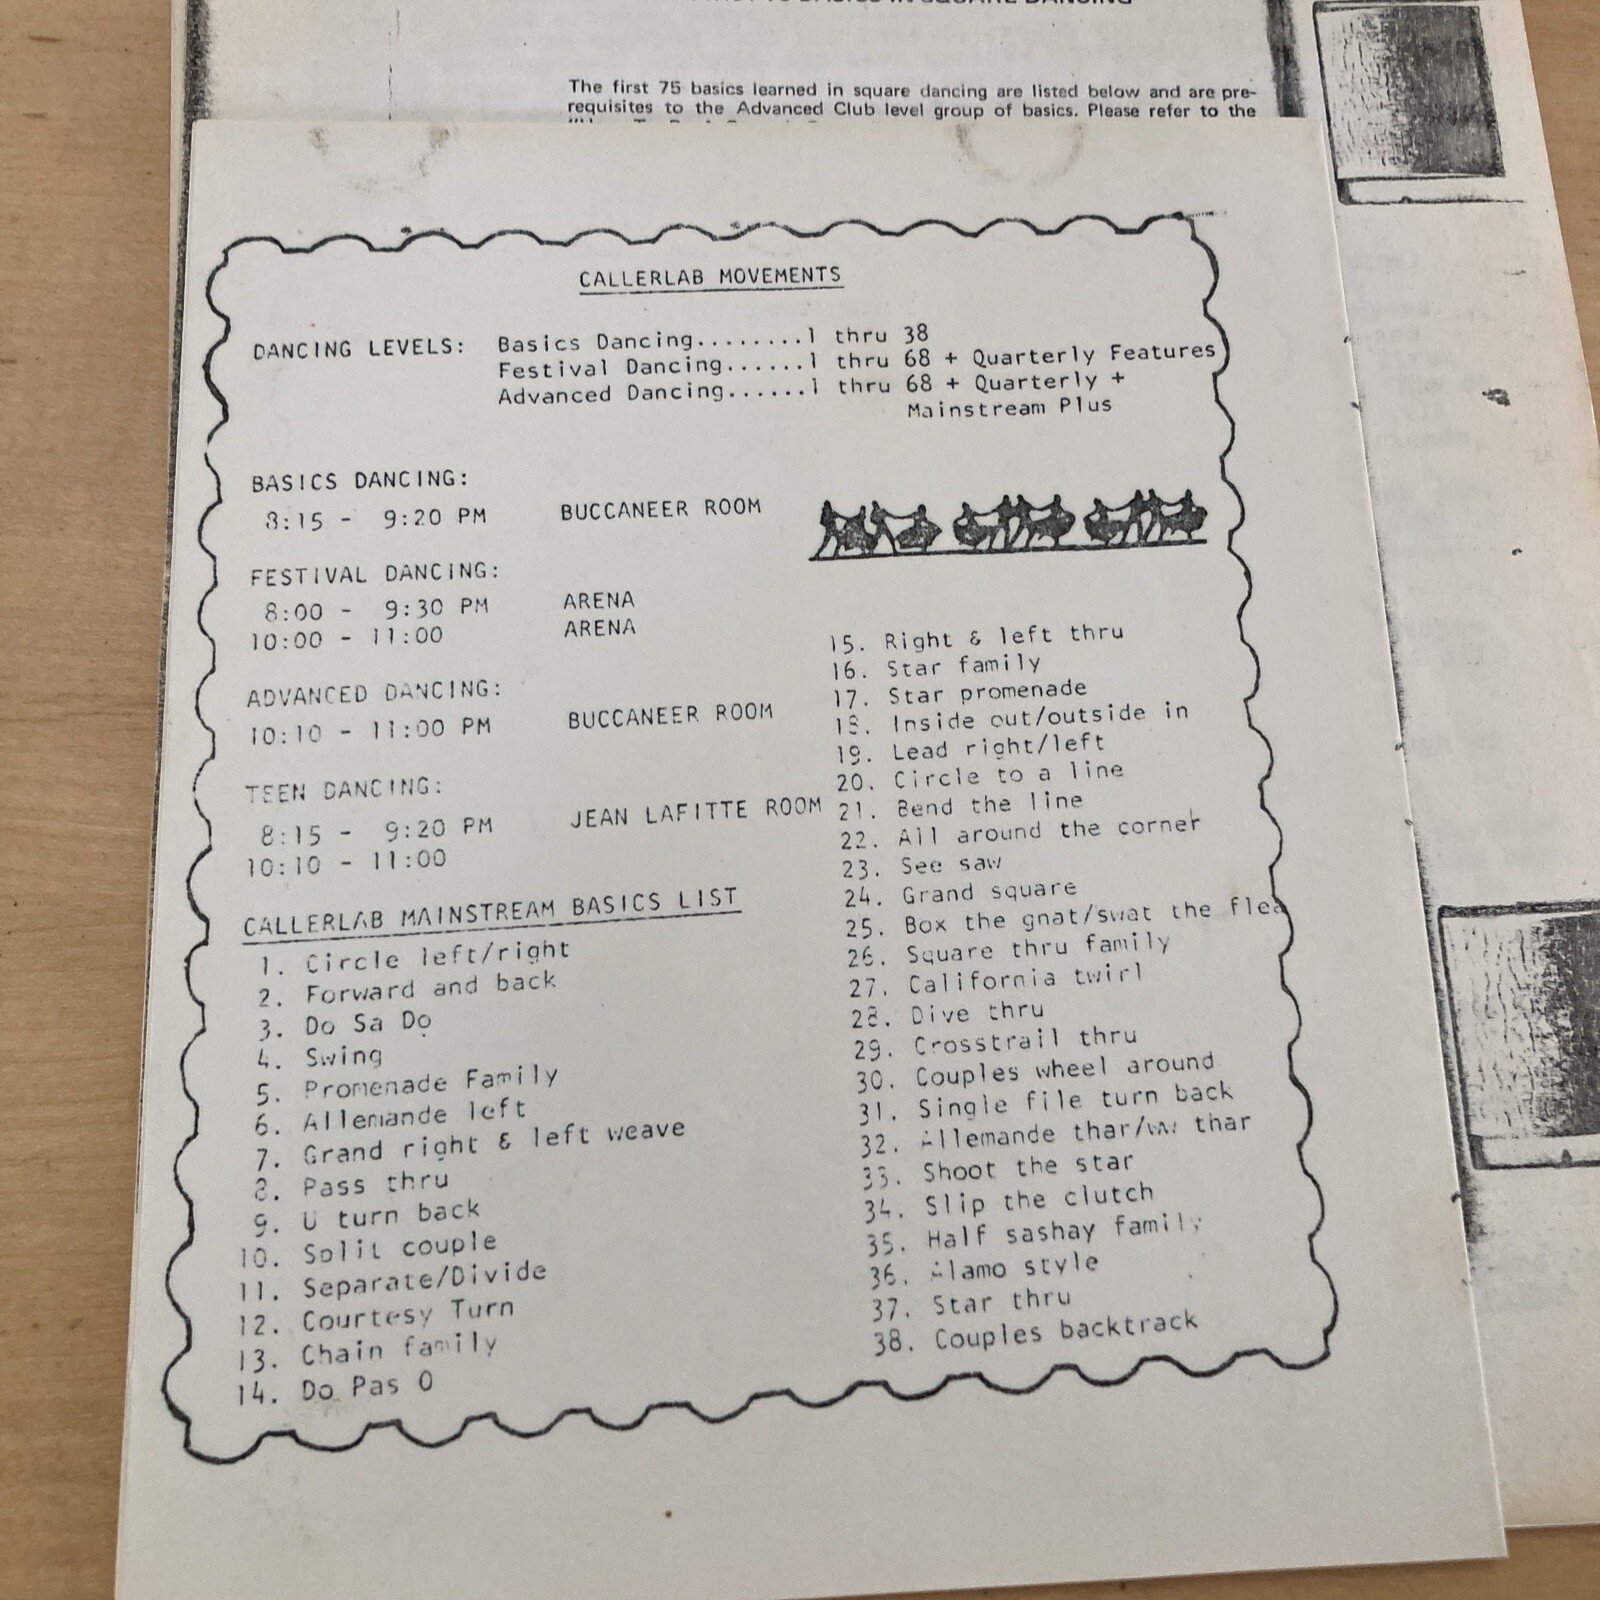 The first 75 basics learned in square dancing are listed below and are pre-
requisites to the Advanced Club level group of basics. Please refer to the
CALLERLAB MOVEMENTS
DANCING LEVELS: Basics Dancing........1 thru 38
Festival Dancing......1 thru 68 + Quarterly Features
Advanced Dancing......1 thru 68 + Quarterly +
Mainstream Plus
BASICS DANCING:
8:15 - 9:20 PM BUCCANEER ROOM
FESTIVAL DANCING:
8:00 - 9:30 PM ARENA
10:00 - 11:00 ARENA
ADVANCED DANCING:
10:10 - 11:00 PM BUCCANEER ROOM
TEEN DANCING:
8:15 - 9:20 PM JEAN LAFITTE ROOM
10:10 - 11:00
CALLERLAB MAINSTREAM BASICS LIST
1. Circle left/right
2. Forward and back
3. Do Sa Do
4. Swing
5. Promenade Family
6. Allemande left
7. Grand right & left weave
8. Pass thru
9. U turn back
10. Split couple
11. Separate/Divide
12. Courtesy Turn
13. Chain family
14. Do Pas O
15. Right & left thru
16. Star family
17. Star promenade
18. Inside out/outside in
19. Lead right/left
20. Circle to a line
21. Bend the line
22. All around the corner
23. See saw
24. Grand square
25. Box the gnat/swat the flea
26. Square thru family
27. California twirl
28. Dive thru
29. Crosstrail thru
30. Couples wheel around
31. Single file turn back
32. Allemande thar/ww thar
33. Shoot the star
34. Slip the clutch
35. Half sashay family
36. Alamo style
37. Star thru
38. Couples backtrack